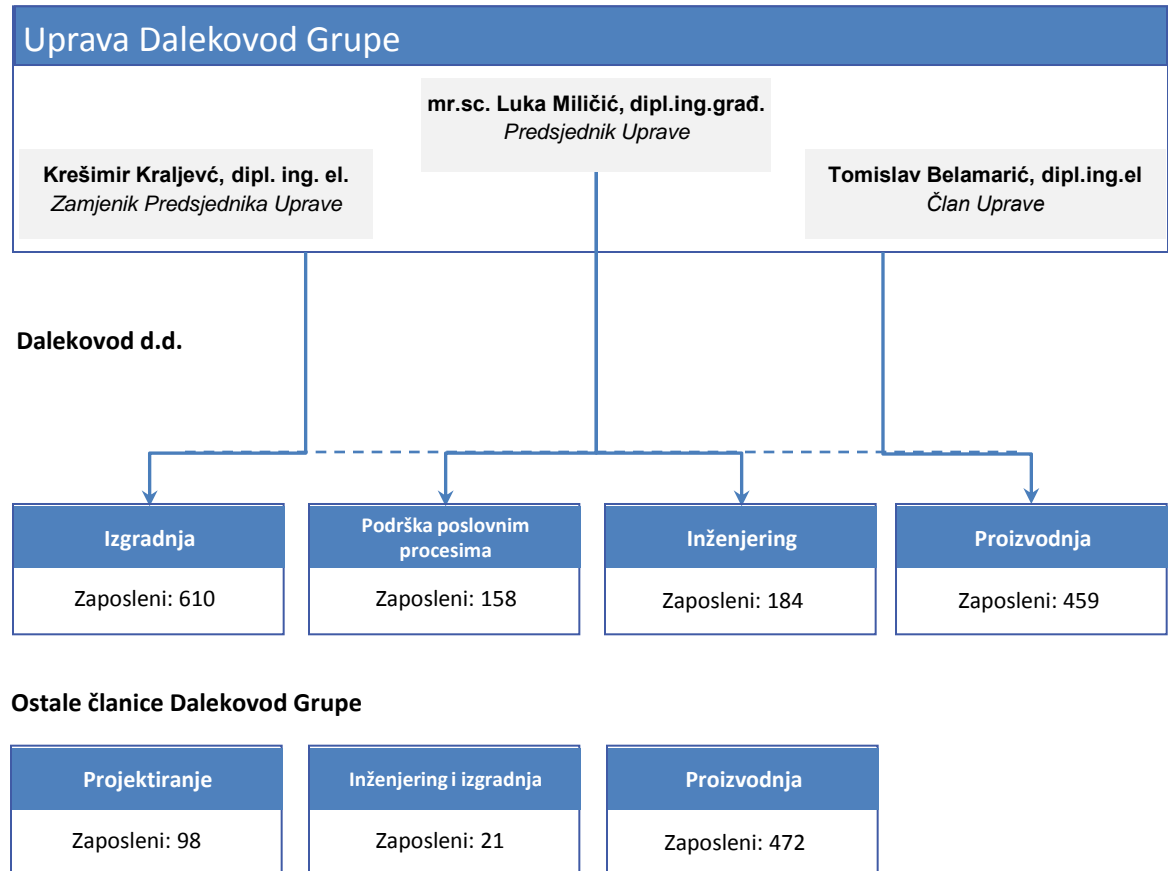 Uprava Dalekovod Grupe
mr.sc. Luka Miličić, dipl.ing.građ.
Predsjednik Uprave
Krešimir Kraljevć, dipl. ing. el.
Zamjenik Predsjednika Uprave
Tomislav Belamarić, dipl.ing.el
Član Uprave
Dalekovod d.d.
Izgradnja
Zaposleni: 610
Podrška poslovnim
procesima
Zaposleni: 158
Inženjering
Zaposleni: 184
Proizvodnja
Zaposleni: 459
Ostale članice Dalekovod Grupe
Projektiranje
Zaposleni: 98
Inženjering i izgradnja
Zaposleni: 21
Proizvodnja
Zaposleni: 472